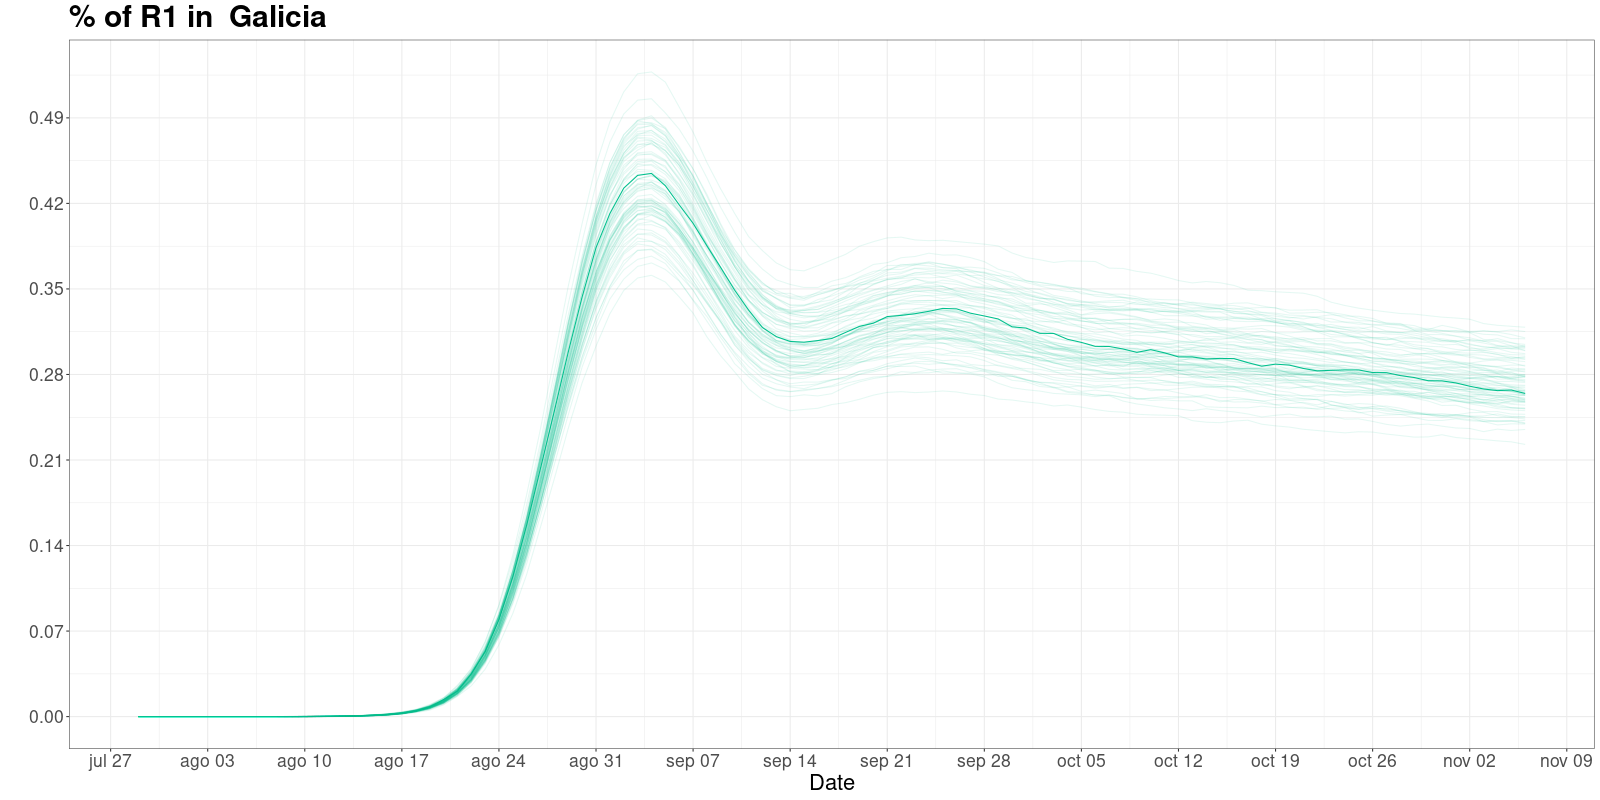 % of R1 in  Galicia
0.49
0.42
0.35
0.28
0.21
0.14
0.07
0.00
jul 27 ago 03 ago 10 ago 17 ago 24 ago 31 sep 07 sep 14 sep 21 sep 28 oct 05 oct 12 oct 19 oct 26 nov 02 nov 09
Date